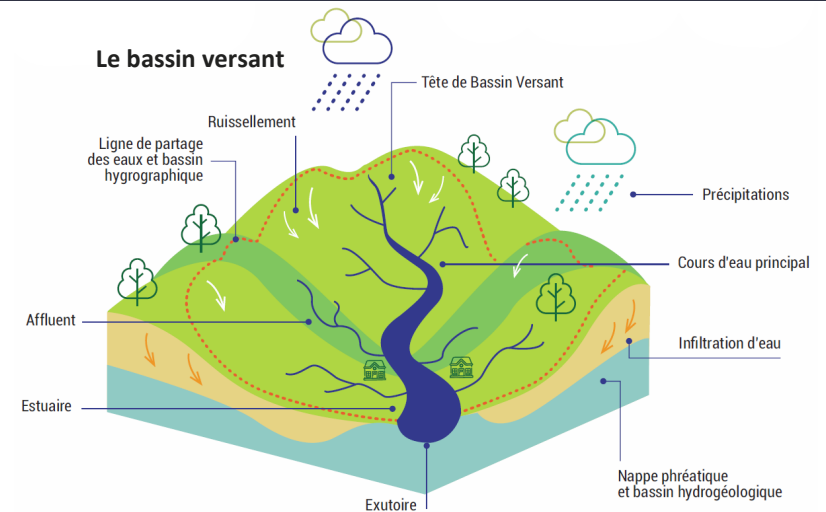 Le bassin versant
Tête de Bassin Versant
Ruissellement
Ligne de partage
des eaux et bassin
hygrographique
Précipitations
Cours d'eau principal
Affluent
Infiltration d'eau
Estuaire
Nappe phréatique
et bassin hydrogéologique
Exutoire